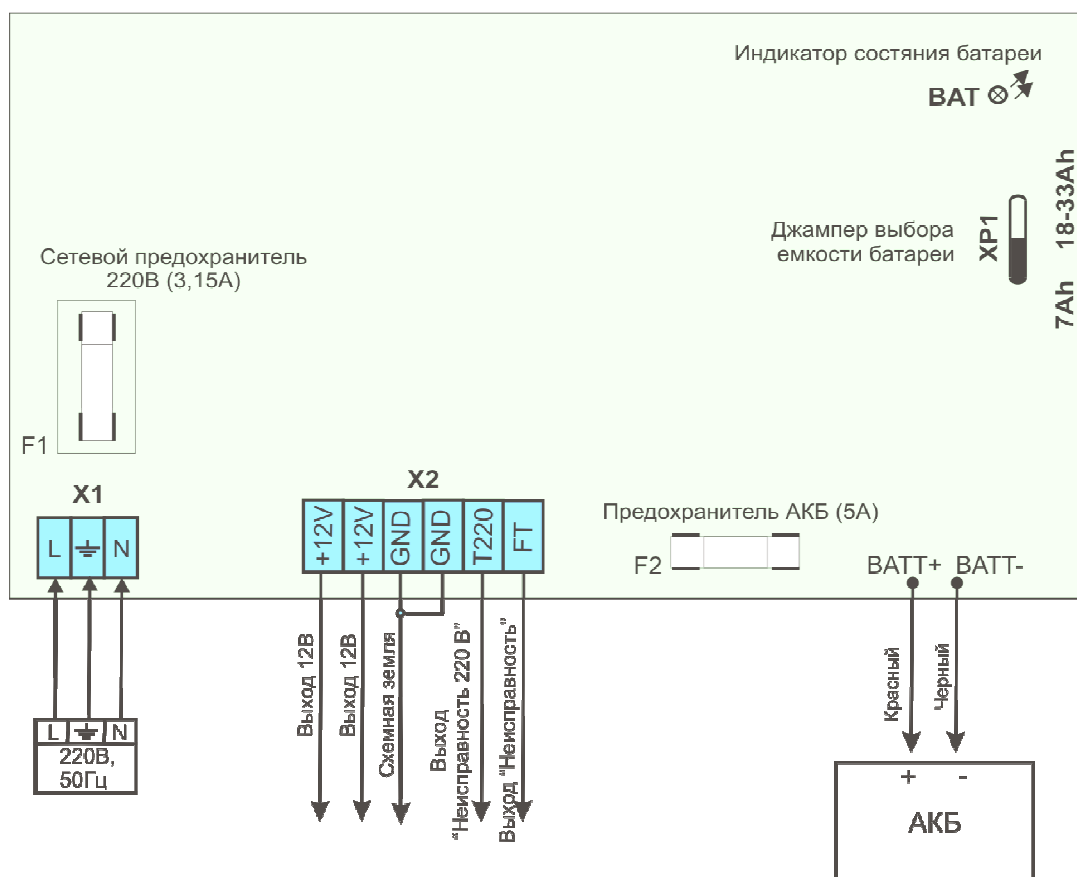 Индикатор состяния батареи
BAT
18-33Ah
Джампер выбора
емкости батареи
XP1
7Ah
Сетевой предохранитель
220В (3,15А)
F1
X1
L N
X2
+12V
+12V
GND
GND
T220
FT
Предохранитель АКБ (5А)
F2
BATT+ BATT-
Выход 12В
Выход 12В
Схемная земля
Выход
“Неисправность 220 В”
Выход “Неисправность”
Красный
Черный
L N
220В,
50Гц
+ -
АКБ